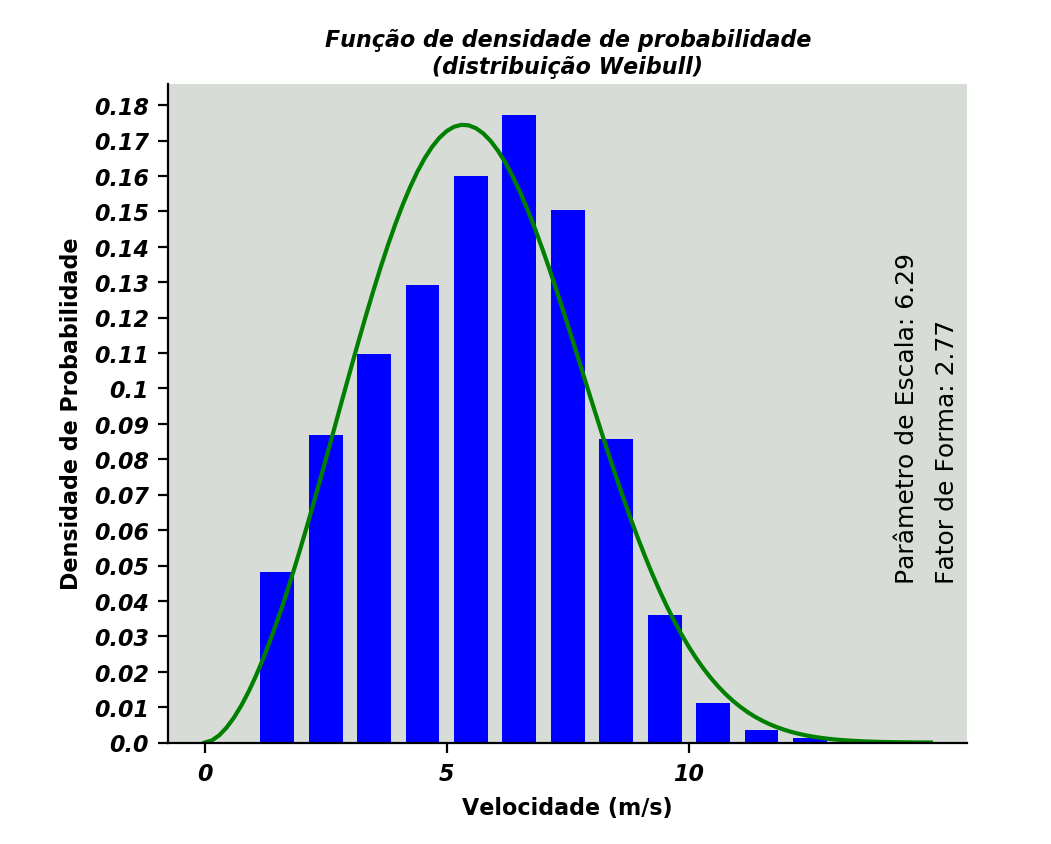 Função de densidade de probabilidade
(distribuição Weibull)
0.18
0.17
0.16
0.15
0.14
0.13
0.12
0.11
0.1
0.09
0.08
0.07
0.06
0.05
0.04
0.03
0.02
0.01
0.0
Densidade de Probabilidade
Parâmetro de Escala: 6.29
Fator de Forma: 2.77
0 5 10
Velocidade (m/s)